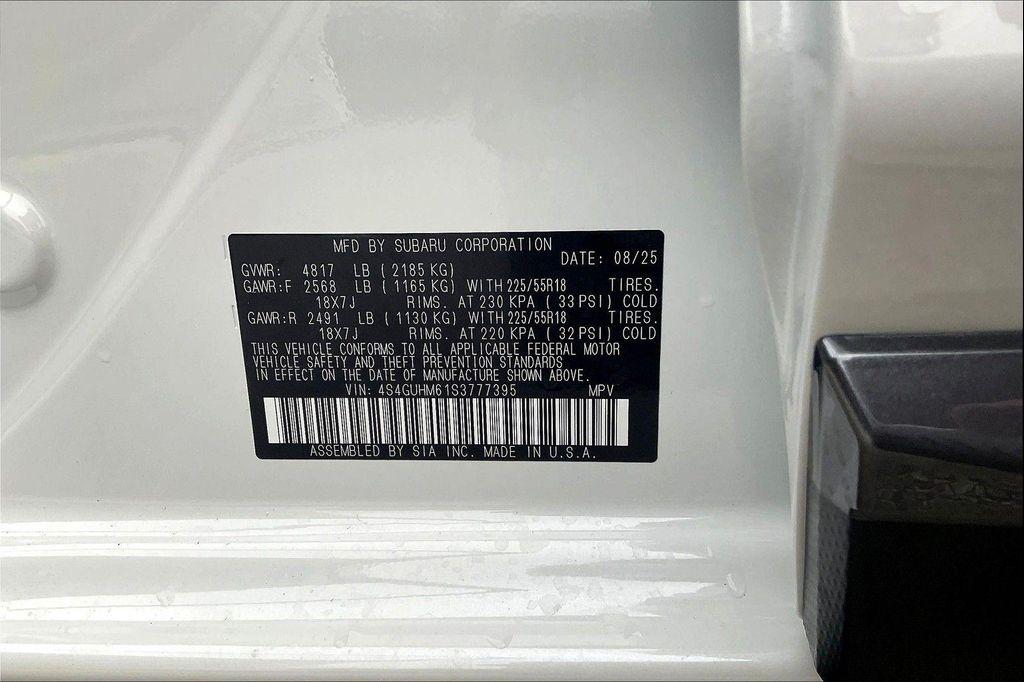 MFD BY SUBARU CORPORATION
DATE: 08/25
GVWR: 4817 LB ( 2185 KG)
GAWR:F 2568 LB ( 1165 KG) WITH 225/55R18 TIRES.
18X7J RIMS. AT 230 KPA ( 33 PSI) COLD
GAWR:R 2491 LB ( 1130 KG) WITH 225/55R18 TIRES.
18X7J RIMS. AT 220 KPA ( 32 PSI) COLD
THIS VEHICLE CONFORMS TO ALL APPLICABLE FEDERAL MOTOR
VEHICLE SAFETY AND THEFT PREVENTION STANDARDS
IN EFFECT ON THE DATE OF MANUFACTURE SHOWN ABOVE.
VIN: 4S4GUHM61S3777395 MPV
ASSEMBLED BY SIA INC. MADE IN U.S.A.